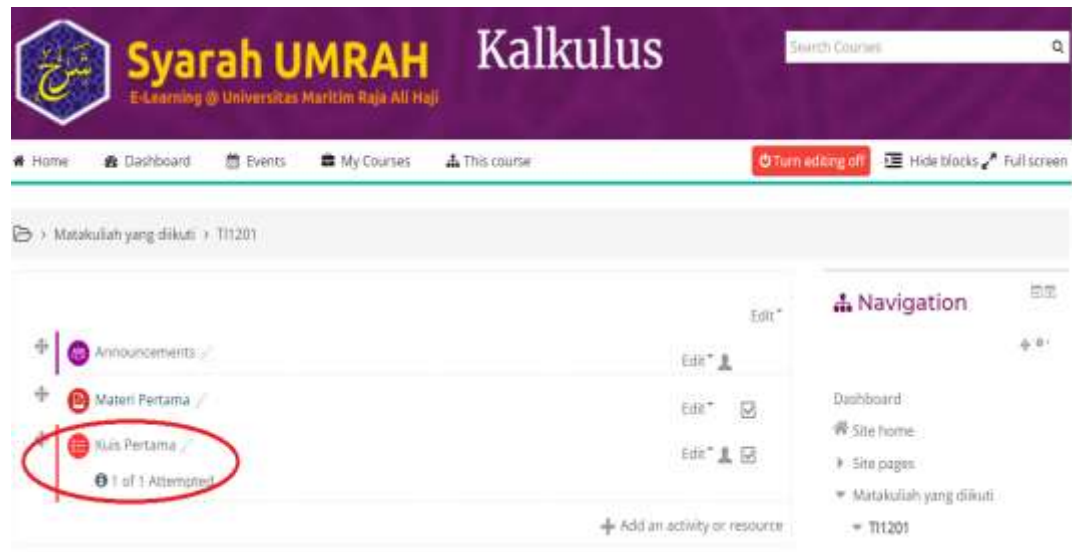 شرح
Syarah UMRAH
E-Learning @ Universitas Maritim Raja Ali Haji
Kalkulus
Search Courses
Home Dashboard Events My Courses This course Turn editing off Hide blocks Full screen
> Matakuliah yang diikuti > TI1201
Edit
Announcements Edit
Materi Pertama Edit
Kuis Pertama Edit
1 of 1 Attempted
+ Add an activity or resource
Navigation
Dashboard
Site home
Site pages
Matakuliah yang diikuti
TI1201